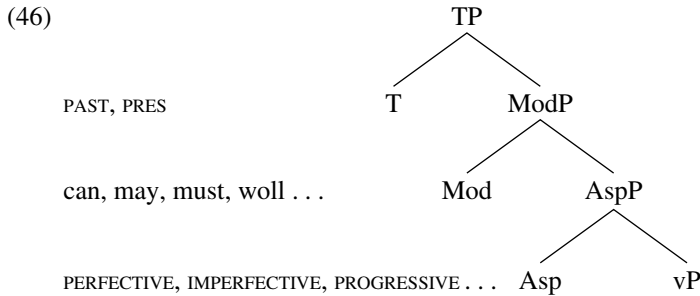 (46) TP
PAST, PRES T ModP
can, may, must, woll . . . Mod AspP
PERFECTIVE, IMPERFECTIVE, PROGRESSIVE . . . Asp vP